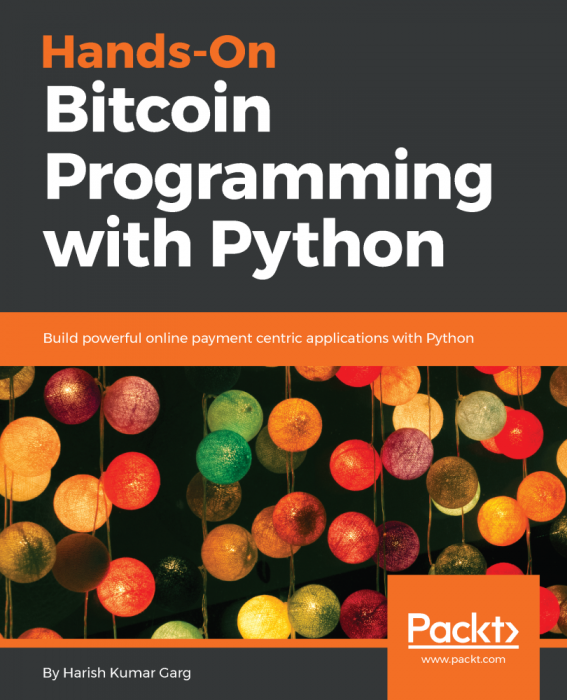 Hands-On
Bitcoin
Programming
with Python
Build powerful online payment centric applications with Python
Packt>
www.packt.com
By Harish Kumar Garg